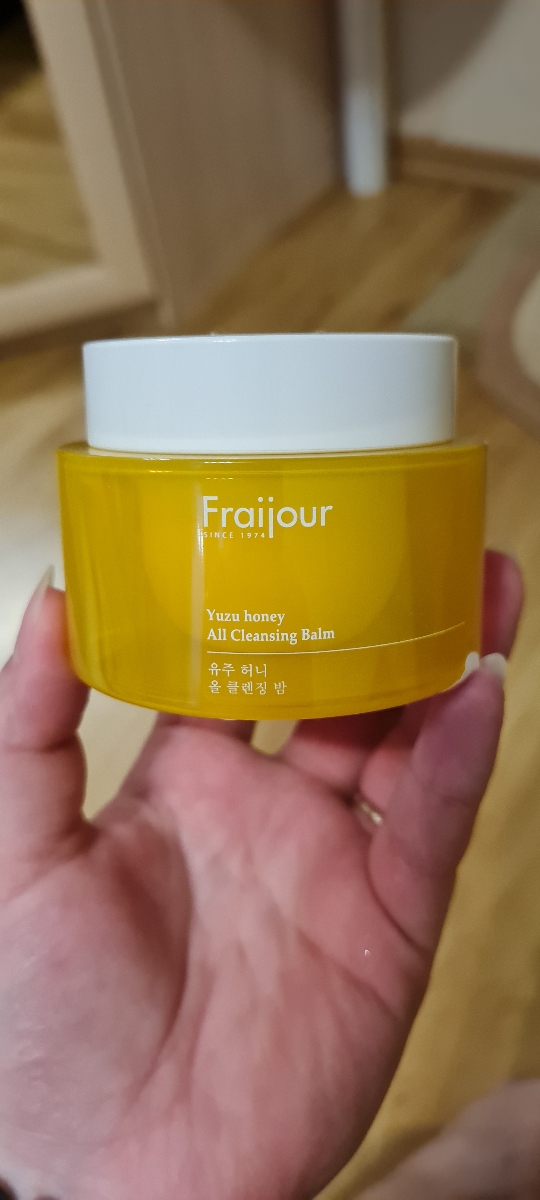 Fraijour
SINCE 1974
Yuzu honey
All Cleansing Balm
유주 허니
올 클렌징 밤